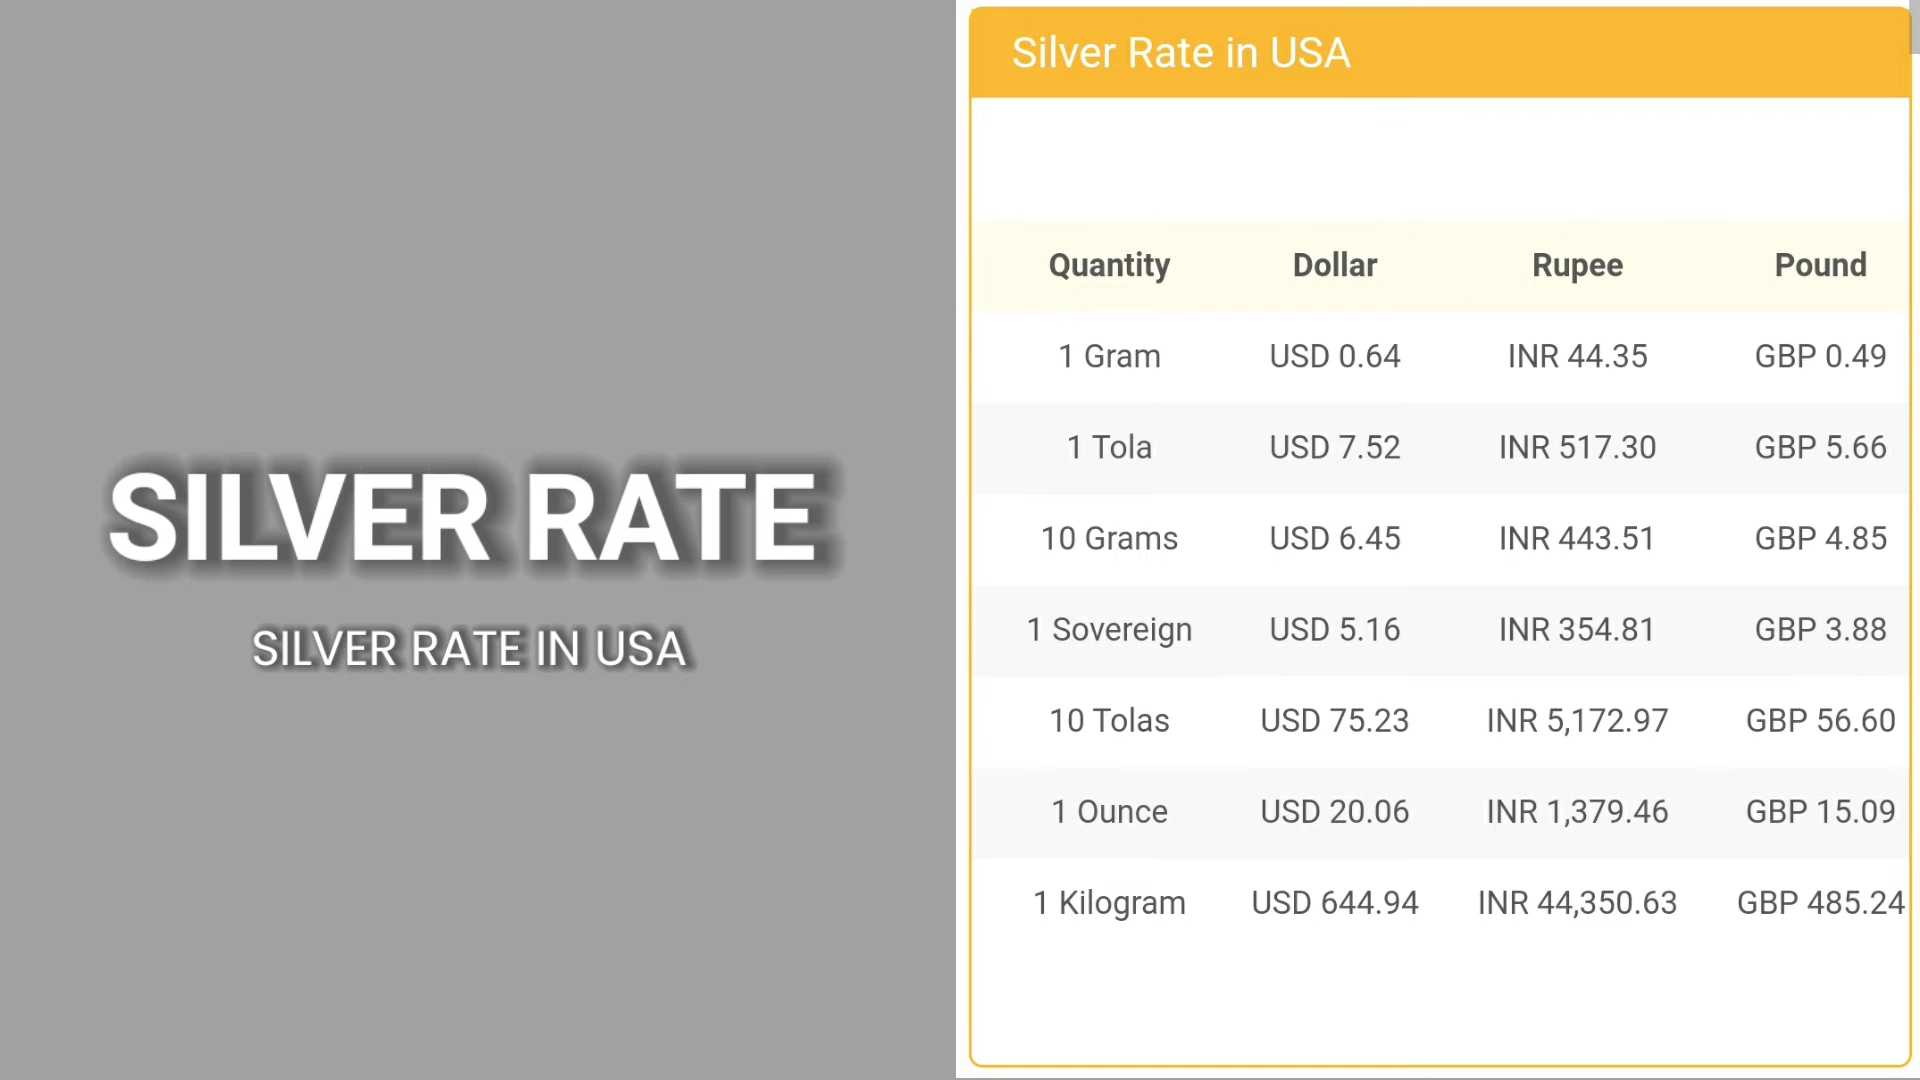 SILVER RATE
SILVER RATE IN USA
Silver Rate in USA
Quantity Dollar Rupee Pound
1 Gram USD 0.64 INR 44.35 GBP 0.49
1 Tola USD 7.52 INR 517.30 GBP 5.66
10 Grams USD 6.45 INR 443.51 GBP 4.85
1 Sovereign USD 5.16 INR 354.81 GBP 3.88
10 Tolas USD 75.23 INR 5,172.97 GBP 56.60
1 Ounce USD 20.06 INR 1,379.46 GBP 15.09
1 Kilogram USD 644.94 INR 44,350.63 GBP 485.24